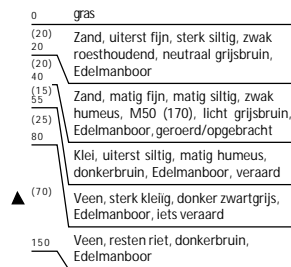 0
gras
(20)
Zand, uiterst fijn, sterk siltig, zwak
20
roesthoudend, neutraal grijsbruin,
(20)
Edelmanboor
40
(15)
Zand, matig fijn, matig siltig, zwak
55
humeus, M50 (170), licht grijsbruin,
(25)
Edelmanboor, geroerd/opgebracht
80
Klei, uiterst siltig, matig humeus,
donkerbruin, Edelmanboor, veraard
(70)
Veen, sterk kleiïg, donker zwartgrijs,
Edelmanboor, iets veraard
150
Veen, resten riet, donkerbruin,
Edelmanboor